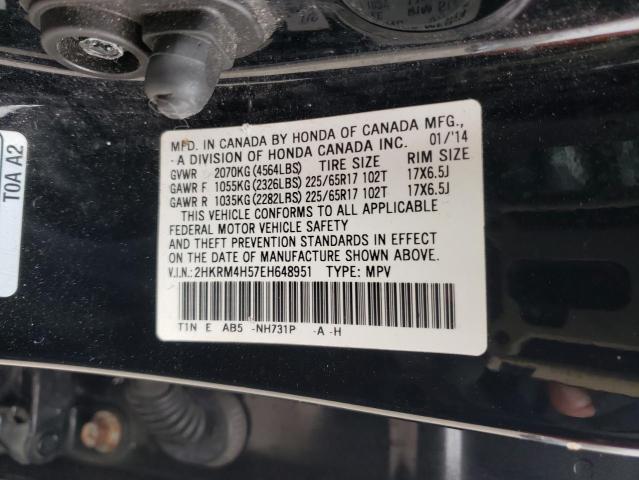 MFD. IN CANADA BY HONDA OF CANADA MFG.,
-A DIVISION OF HONDA CANADA INC. 01/'14
GVWR 2070KG(4564LBS) TIRE SIZE RIM SIZE
GAWR F 1055KG(2326LBS)225/65R17 102T 17X6.5J
GAWR R 1035KG(2282LBS)225/65R17 102T 17X6.5J
THIS VEHICLE CONFORMS TO ALL APPLICABLE
FEDERAL MOTOR VEHICLE SAFETY
AND THEFT PREVENTION STANDARDS IN EFFECT
ON THE DATE OF MANUFACTURE SHOWN ABOVE.
V.I.N.:2HKRM4H57EH648951 TYPE: MPV
T1N E AB5 -NH731P -A -H
T0A A2